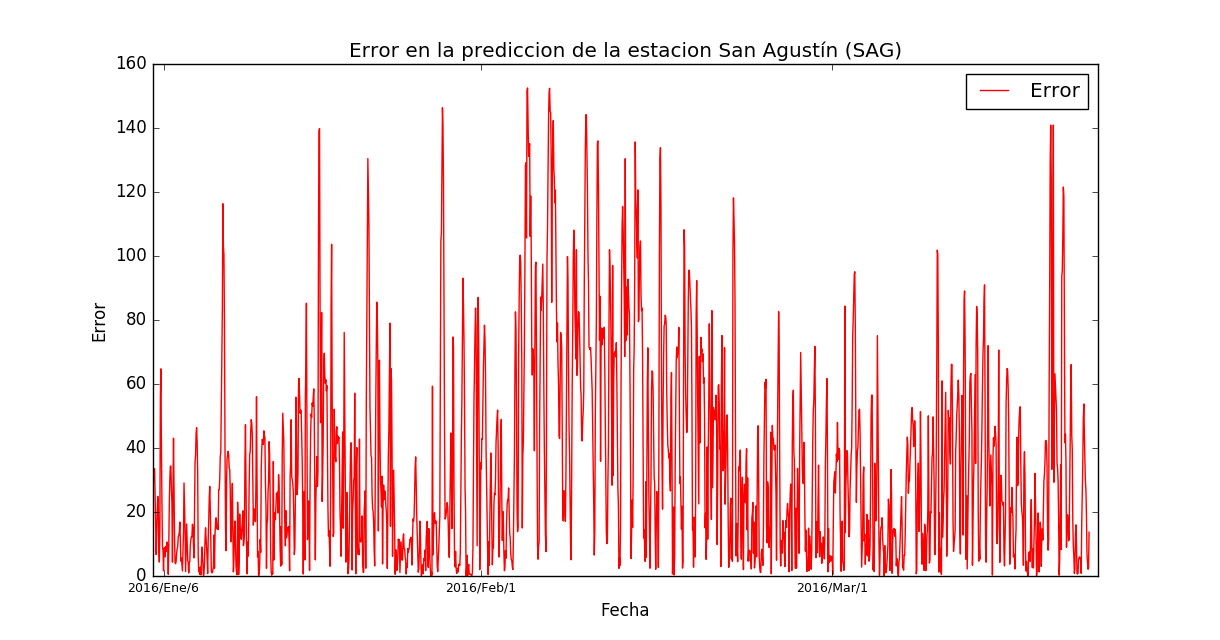 Error en la prediccion de la estacion San Agustín (SAG)
Error
160
140
120
100
80
60
40
20
0
Error
2016/Ene/6 2016/Feb/1 2016/Mar/1
Fecha